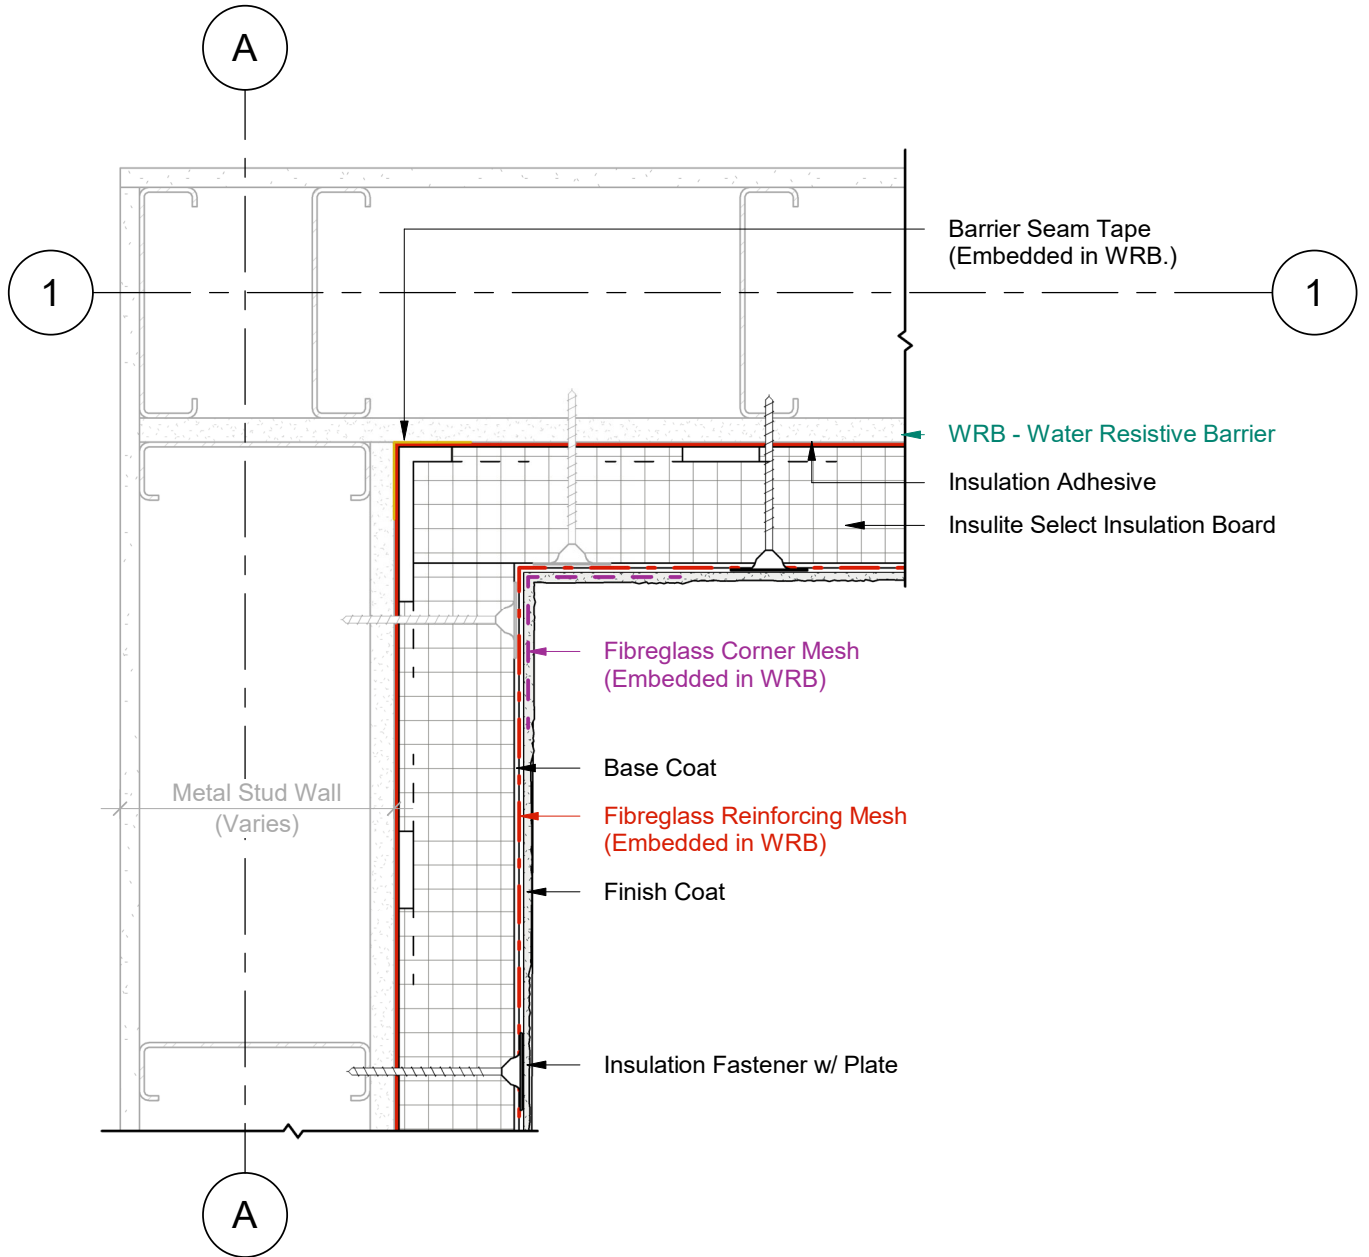 A
Barrier Seam Tape
(Embedded in WRB.)
1
1
WRB - Water Resistive Barrier
Insulation Adhesive
Insulite Select Insulation Board
Fibreglass Corner Mesh
(Embedded in WRB)
Base Coat
Metal Stud Wall
(Varies)
Fibreglass Reinforcing Mesh
(Embedded in WRB)
Finish Coat
Insulation Fastener w/ Plate
A